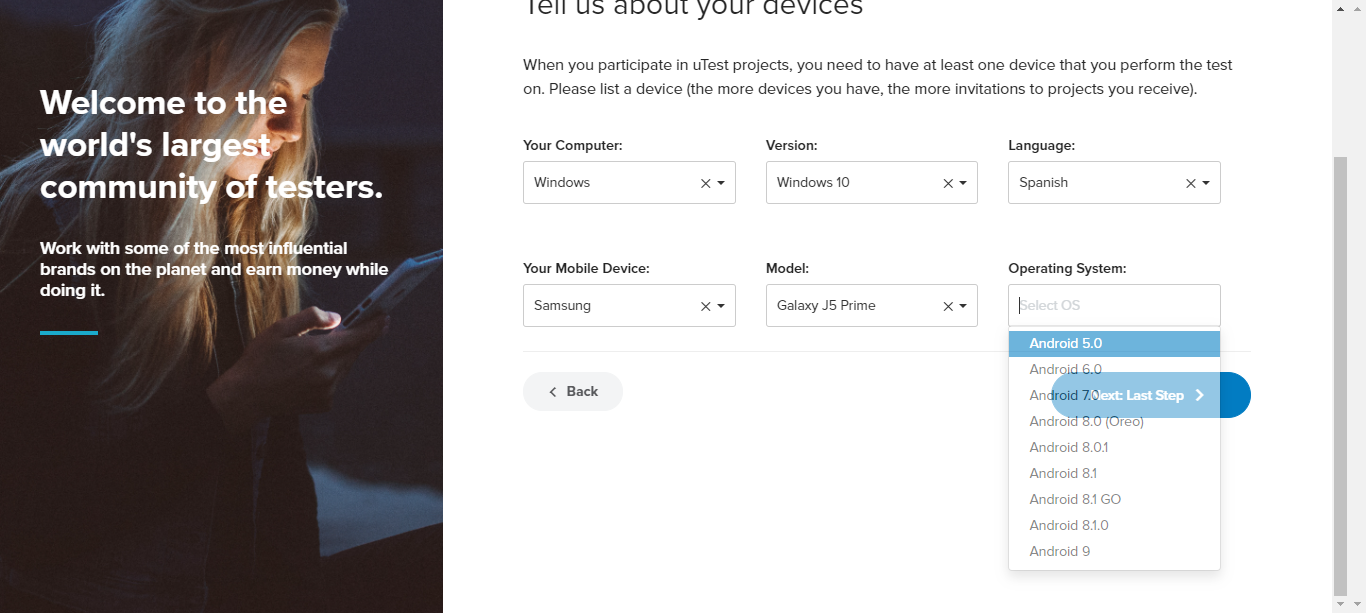 Tell us about your devices
Welcome to the
world's largest
community of testers.
Work with some of the most influential
brands on the planet and earn money while
doing it.
When you participate in uTest projects, you need to have at least one device that you perform the test
on. Please list a device (the more devices you have, the more invitations to projects you receive).
Your Computer: Version: Language:
Windows Windows 10 Spanish
Your Mobile Device: Model: Operating System:
Samsung Galaxy J5 Prime Select OS
Android 5.0
Android 6.0
Back Android 7.0 Next: Last Step
Android 8.0 (Oreo)
Android 8.0.1
Android 8.1
Android 8.1 GO
Android 8.1.0
Android 9